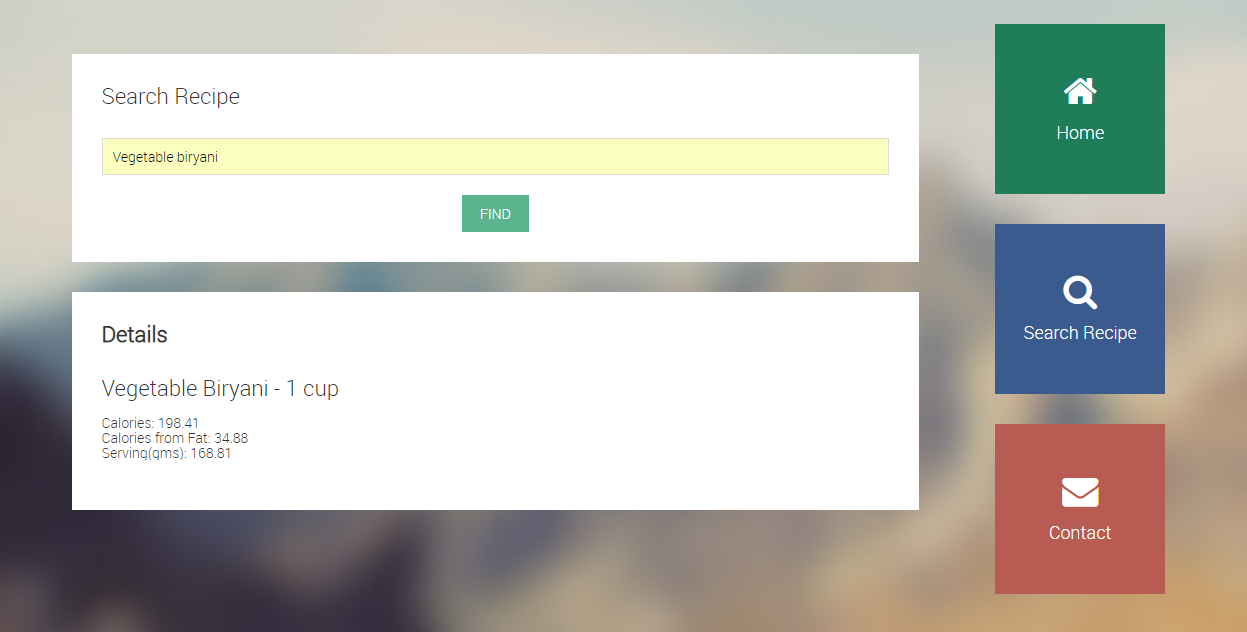 Search Recipe
Vegetable biryani
FIND
Details
Vegetable Biryani - 1 cup
Calories: 198.41
Calories from Fat: 34.88
Serving(gms): 168.81
Home
Search Recipe
Contact